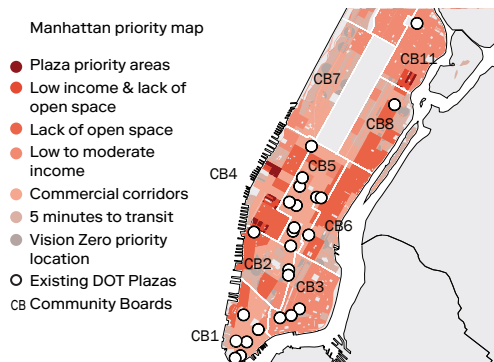 Manhattan priority map
Plaza priority areas
Low income & lack of
open space
Lack of open space
Low to moderate
income
Commercial corridors
5 minutes to transit
Vision Zero priority
location
Existing DOT Plazas
CB Community Boards
CB11
CB7
CB8
CB5
CB4
CB6
CB2
CB3
CB1